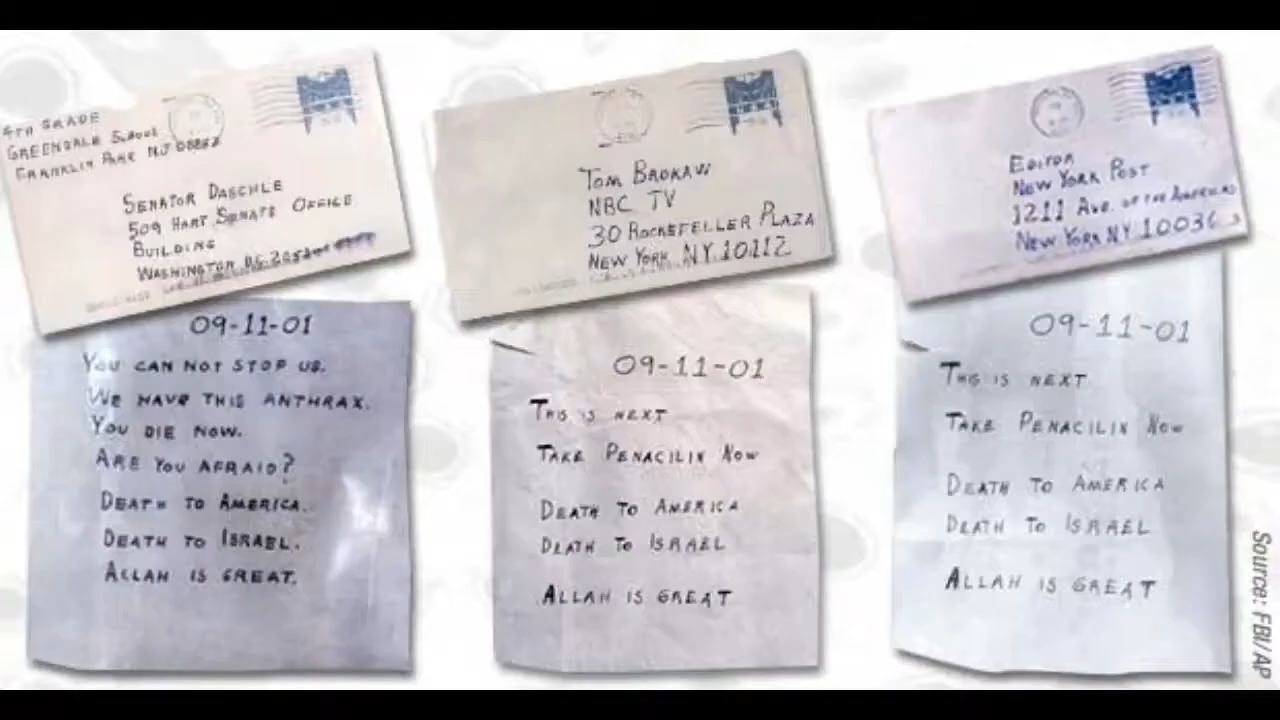 4TH GRADE
GREENDALE SCHOOL
FRANKLIN PARK NJ 08852
SENATOR DASCHLE
509 HART SENATE OFFICE
BUILDING
WASHINGTON D.C. 205
TOM BROKAW
NBC TV
30 ROCKEFELLER PLAZA
NEW YORK NY 10112
EDITOR
NEW YORK POST
1211 AVE. OF THE AMERICAS
NEW YORK NY 10036
09-11-01
YOU CAN NOT STOP US.
WE HAVE THIS ANTHRAX.
YOU DIE NOW.
ARE YOU AFRAID?
DEATH TO AMERICA.
DEATH TO ISRAEL.
ALLAH IS GREAT.
09-11-01
THIS IS NEXT
TAKE PENACILIN NOW
DEATH TO AMERICA
DEATH TO ISRAEL
ALLAH IS GREAT
09-11-01
THIS IS NEXT
TAKE PENACILIN NOW
DEATH TO AMERICA
DEATH TO ISRAEL
ALLAH IS GREAT
Source: FBI/AP